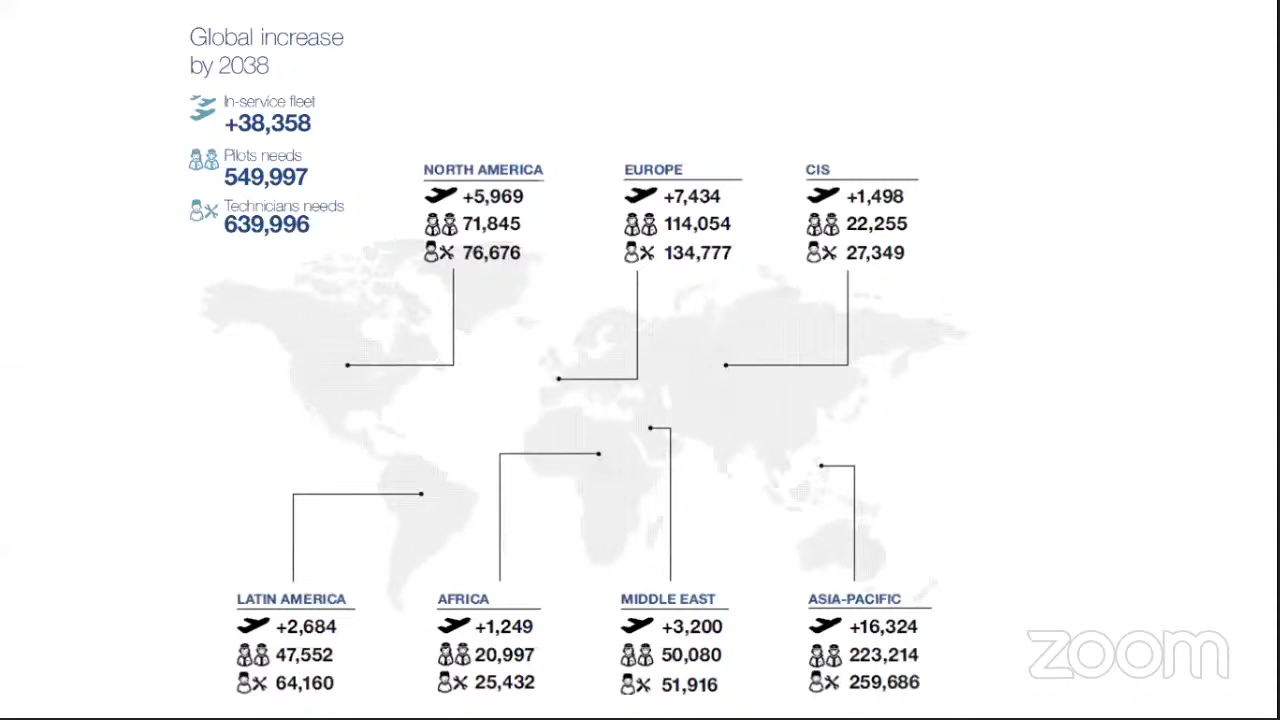 Global increase
by 2038
In-service fleet
+38,358
Pilots needs
549,997
Technicians needs
639,996
NORTH AMERICA
+5,969
71,845
76,676
EUROPE
+7,434
114,054
134,777
CIS
+1,498
22,255
27,349
LATIN AMERICA
+2,684
47,552
64,160
AFRICA
+1,249
20,997
25,432
MIDDLE EAST
+3,200
50,080
51,916
ASIA-PACIFIC
+16,324
223,214
259,686
zoom